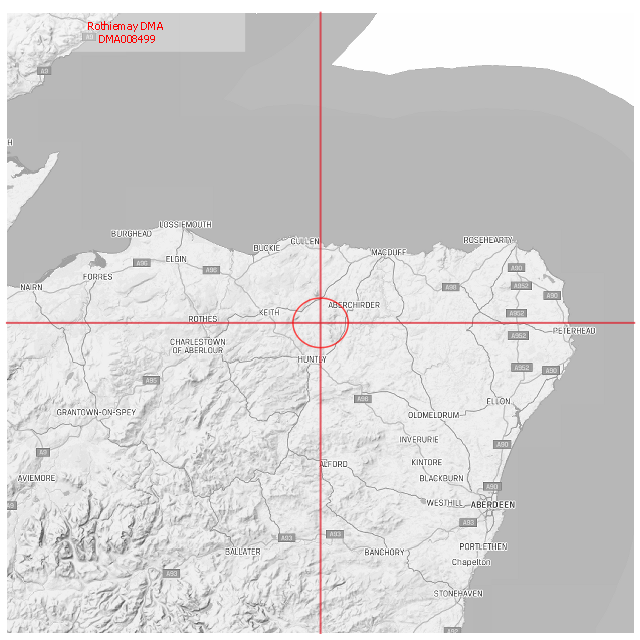 Rothiemay DMA
DMA008499
A9
A9
H
LOSSIEMOUTH
BURGHEAD
CULLEN
ROSEHEARTY
BUCKIE
MACDUFF
ELGIN
A96
A96
A90
FORRES
NAIRN
A98
A952
A90
ABERCHIRDER
KEITH
A952
ROTHES
PETERHEAD
A952
CHARLESTOWN
OF ABERLOUR
HUNTLY
A952
A90
A95
A96
ELLON
GRANTOWN-ON-SPEY
OLDMELDRUM
INVERURIE
A90
A9
KINTORE
ALFORD
AVIEMORE
BLACKBURN
A90
A9
WESTHILL
ABERDEEN
A93
A93
A93
PORTLETHEN
BALLATER
BANCHORY
Chapelton
A93
STONEHAVEN